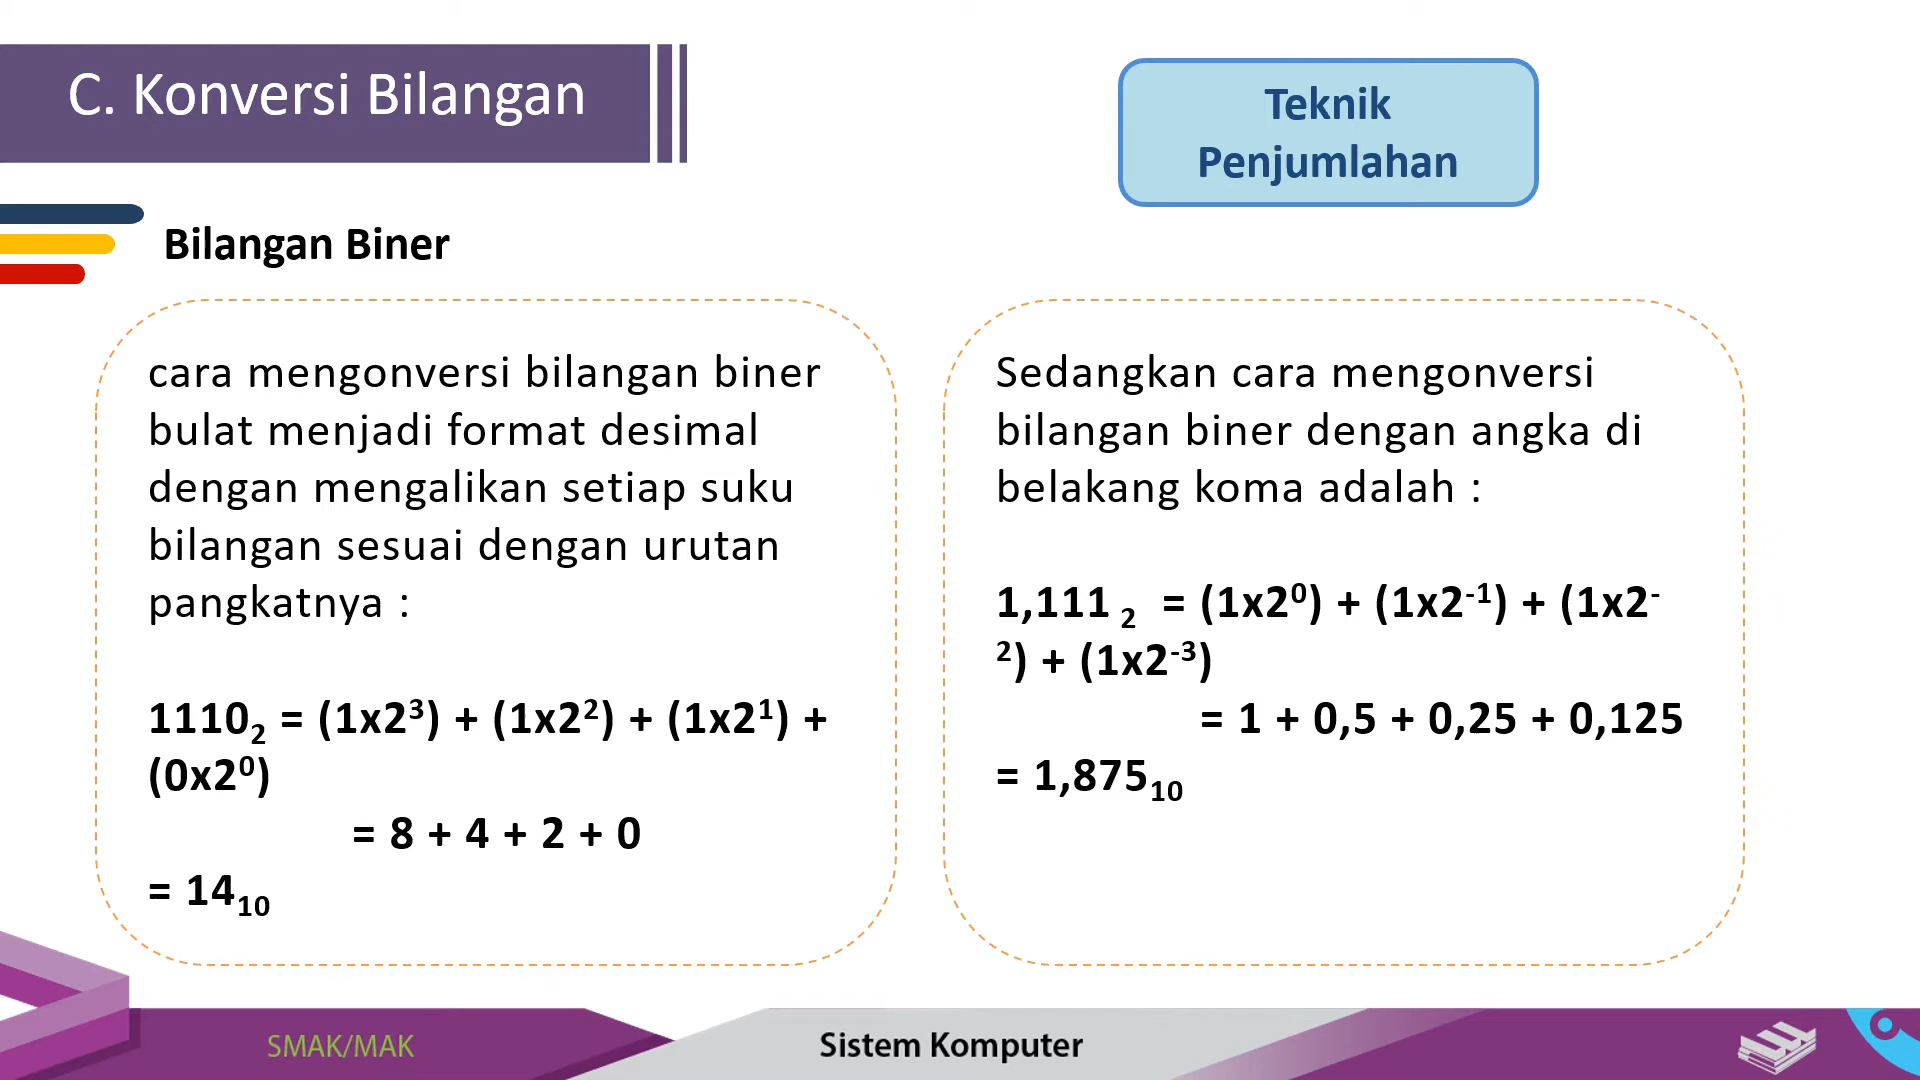 C. Konversi Bilangan
Teknik
Penjumlahan
Bilangan Biner
cara mengonversi bilangan biner
bulat menjadi format desimal
dengan mengalikan setiap suku
bilangan sesuai dengan urutan
pangkatnya :
1110₂ = (1x2³) + (1x2²) + (1x2¹) +
(0x2⁰)
= 8 + 4 + 2 + 0
= 14₁₀
Sedangkan cara mengonversi
bilangan biner dengan angka di
belakang koma adalah :
1,111 ₂ = (1x2⁰) + (1x2⁻¹) + (1x2⁻
²) + (1x2⁻³)
= 1 + 0,5 + 0,25 + 0,125
= 1,875₁₀
SMAK/MAK
Sistem Komputer